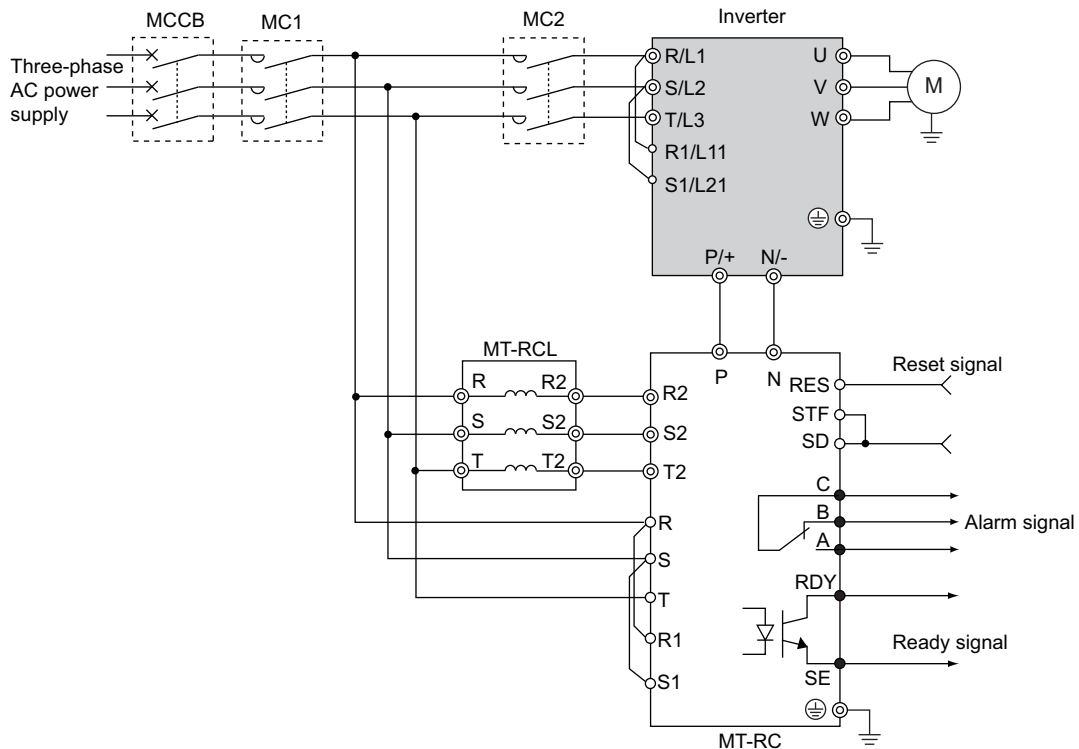 MCCB
MC1
MC2
Inverter
Three-phase
AC power
supply
R/L1
S/L2
T/L3
R1/L11
S1/L21
U
V
W
M
P/+
N/-
MT-RCL
R
R2
S
S2
T
T2
P
N
R2
S2
T2
R
S
T
R1
S1
RES
Reset signal
STF
SD
C
B
Alarm signal
A
RDY
Ready signal
SE
MT-RC